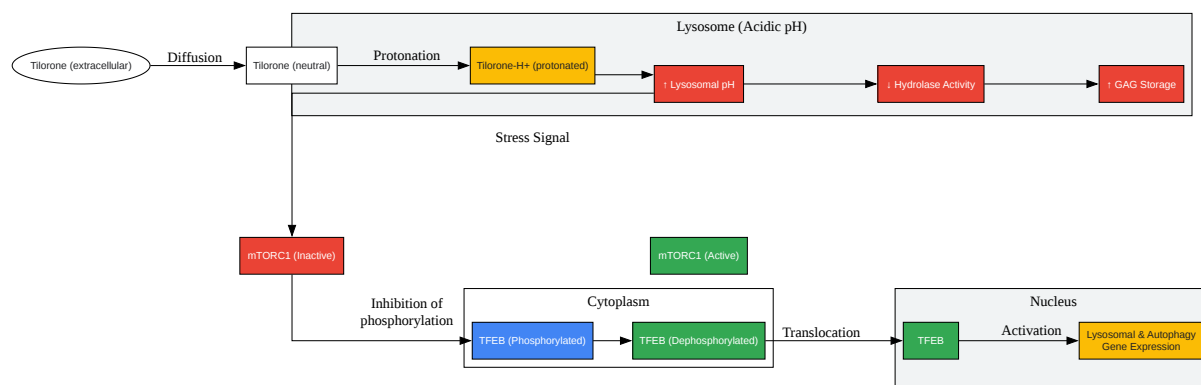 Lysosome (Acidic pH)
Tilorone (extracellular)
Diffusion
Tilorone (neutral)
Protonation
Tilorone-H+ (protonated)
↑ Lysosomal pH
↓ Hydrolase Activity
↑ GAG Storage
Stress Signal
mTORC1 (Inactive)
mTORC1 (Active)
Inhibition of
phosphorylation
Cytoplasm
TFEB (Phosphorylated)
TFEB (Dephosphorylated)
Translocation
Nucleus
TFEB
Activation
Lysosomal & Autophagy
Gene Expression